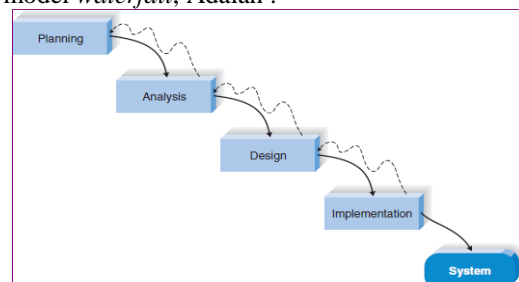 model waterfall, Adalah :
Planning
Analysis
Design
Implementation
System